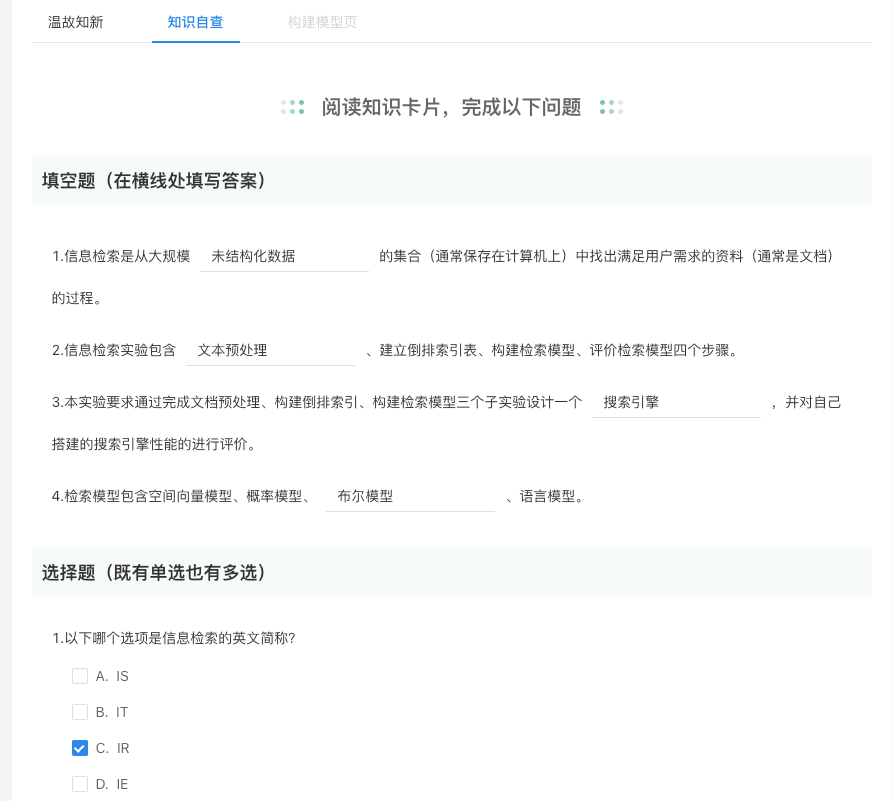 温故知新 知识自查 构建模型页
阅读知识卡片，完成以下问题
填空题（在横线处填写答案）
1.信息检索是从大规模 未结构化数据 的集合（通常保存在计算机上）中找出满足用户需求的资料（通常是文档）
的过程。
2.信息检索实验包含 文本预处理 、建立倒排索引表、构建检索模型、评价检索模型四个步骤。
3.本实验要求通过完成文档预处理、构建倒排索引、构建检索模型三个子实验设计一个 搜索引擎 ，并对自己
搭建的搜索引擎性能的进行评价。
4.检索模型包含空间向量模型、概率模型、 布尔模型 、语言模型。
选择题（既有单选也有多选）
1.以下哪个选项是信息检索的英文简称?
A. IS
B. IT
C. IR
D. IE